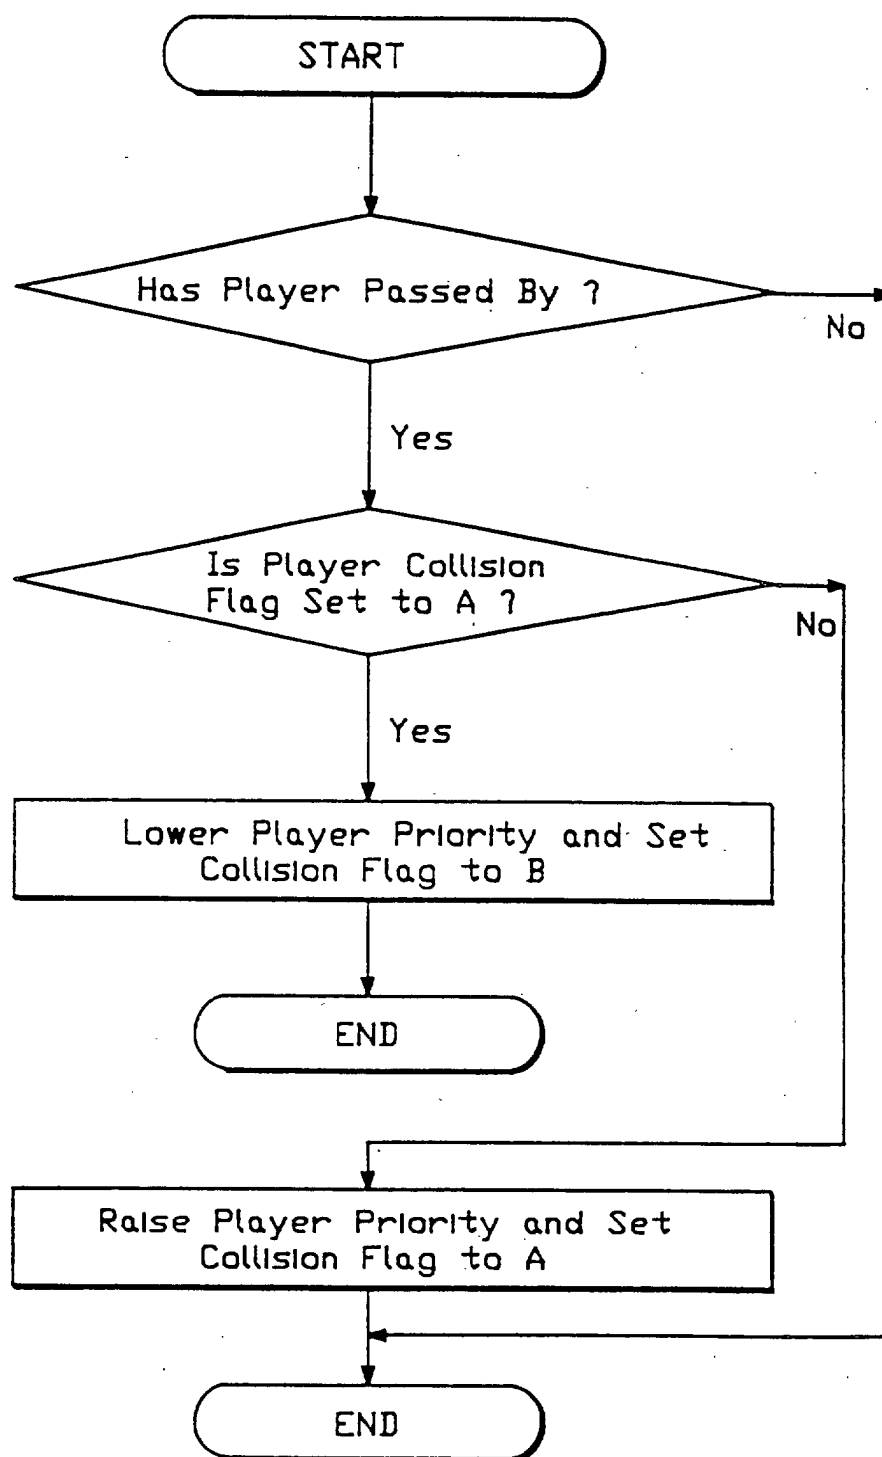 START
Has Player Passed By ?
No
Yes
Is Player Collision
Flag Set to A ?
No
Yes
Lower Player Priority and Set
Collision Flag to B
END
Raise Player Priority and Set
Collision Flag to A
END